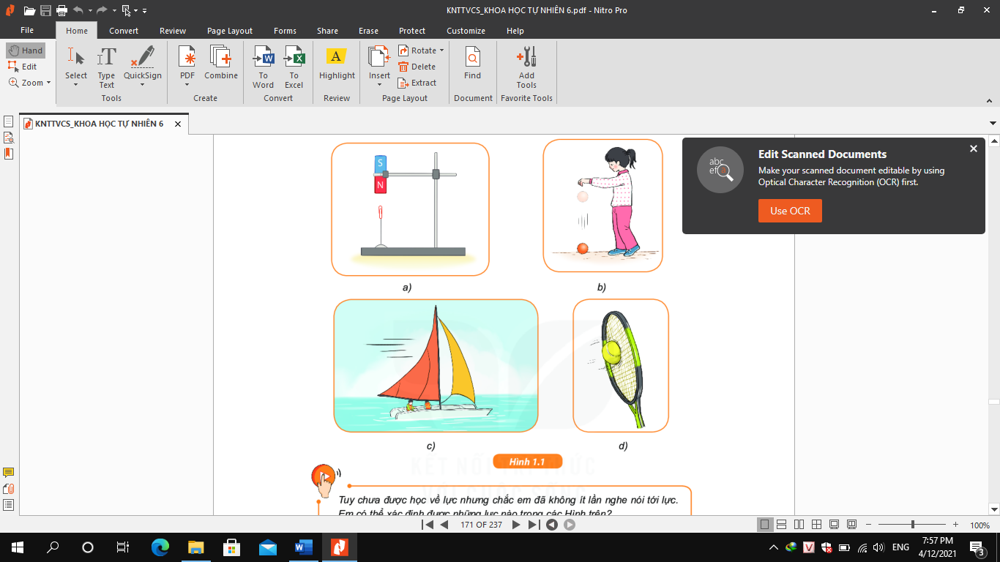 KNTTVCS_KHOA HỌC TỰ NHIÊN 6.pdf - Nitro Pro
File
Home
Convert
Review
Page Layout
Forms
Share
Erase
Protect
Customize
Help
Hand
Edit
Zoom
Select
Type
Text
QuickSign
Tools
PDF
Combine
Create
To
Word
To
Excel
Convert
A
Highlight
Review
Insert
Rotate
Delete
Extract
Page Layout
Find
Document
Add
Tools
Favorite Tools
KNTTVCS_KHOA HỌC TỰ NHIÊN 6
S
N
a)
b)
abc
ef a
Edit Scanned Documents
Make your scanned document editable by using
Optical Character Recognition (OCR) first.
Use OCR
c)
d)
Hình 1.1
Tuy chưa được học về lực nhưng chắc em đã không ít lần nghe nói tới lực.
Em có thể xác định được những lực nào trong các Hình trên?
171 OF 237
100%
ENG
7:57 PM
4/12/2021
3